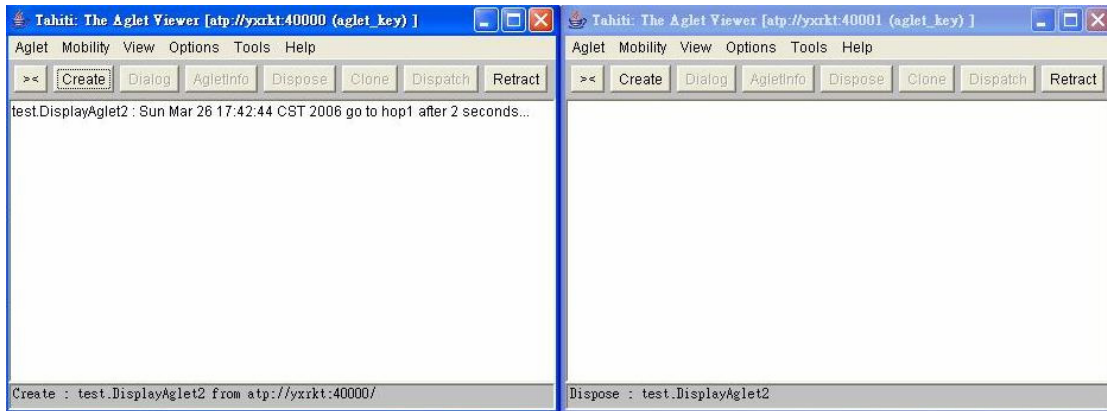 Tahiti: The Aglet Viewer [atp://yxrkt:40000 (aglet_key) ]
Aglet Mobility View Options Tools Help
>< Create Dialog AgletInfo Dispose Clone Dispatch Retract
test.DisplayAglet2 : Sun Mar 26 17:42:44 CST 2006 go to hop1 after 2 seconds...
Create : test.DisplayAglet2 from atp://yxrkt:40000/
Tahiti: The Aglet Viewer [atp://yxrkt:40001 (aglet_key) ]
Aglet Mobility View Options Tools Help
>< Create Dialog AgletInfo Dispose Clone Dispatch Retract
Dispose : test.DisplayAglet2